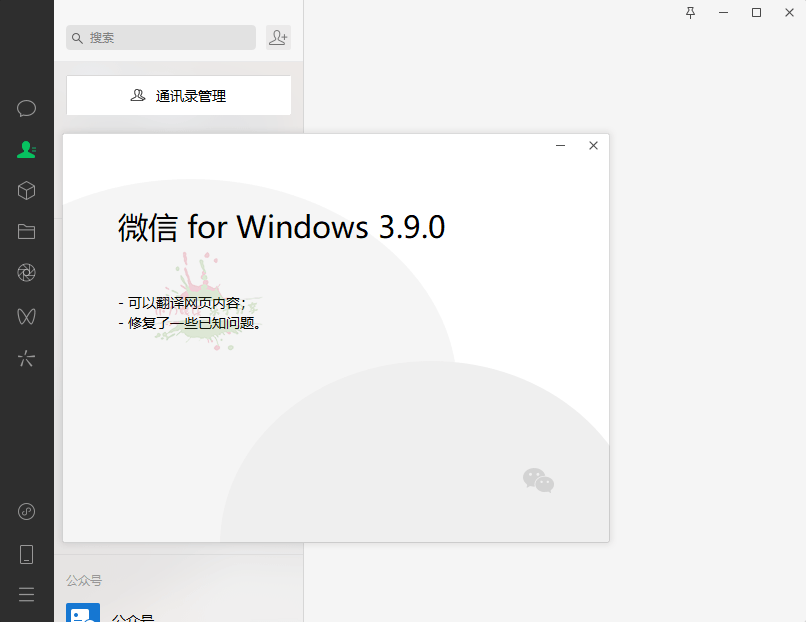 搜索
通讯录管理
微信 for Windows 3.9.0
- 可以翻译网页内容；
- 修复了一些已知问题。
公众号
公众号